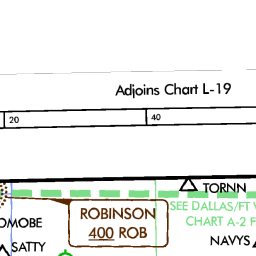 Adjoins Chart L-19
20
40
TORNN
SEE DALLAS/FT
CHART A-2 F
ROBINSON
400 ROB
OMOBE
NAVYS
SATTY